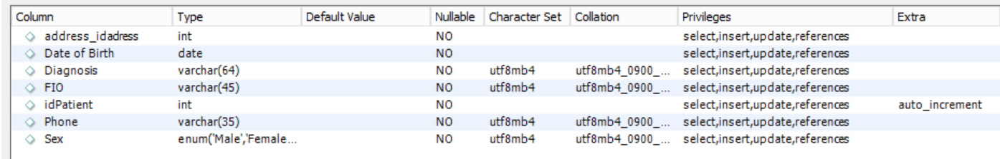 Column Type Default Value Nullable Character Set Collation Privileges Extra
address_idadress int NO select,insert,update,references
Date of Birth date NO select,insert,update,references
Diagnosis varchar(64) NO utf8mb4 utf8mb4_0900_... select,insert,update,references
FIO varchar(45) NO utf8mb4 utf8mb4_0900_... select,insert,update,references
idPatient int NO select,insert,update,references auto_increment
Phone varchar(35) NO utf8mb4 utf8mb4_0900_... select,insert,update,references
Sex enum('Male','Female... NO utf8mb4 utf8mb4_0900_... select,insert,update,references